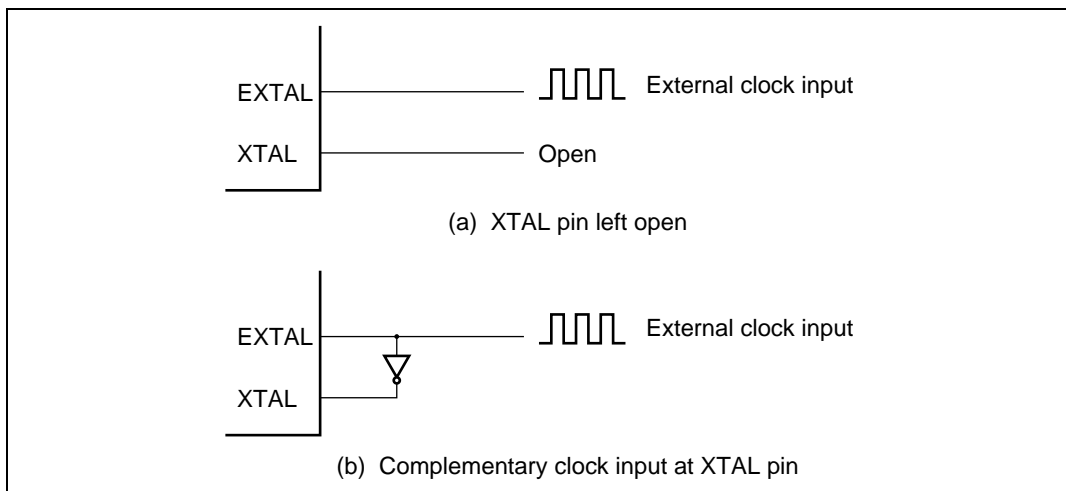 EXTAL
External clock input
XTAL
Open
(a) XTAL pin left open
EXTAL
External clock input
XTAL
(b) Complementary clock input at XTAL pin